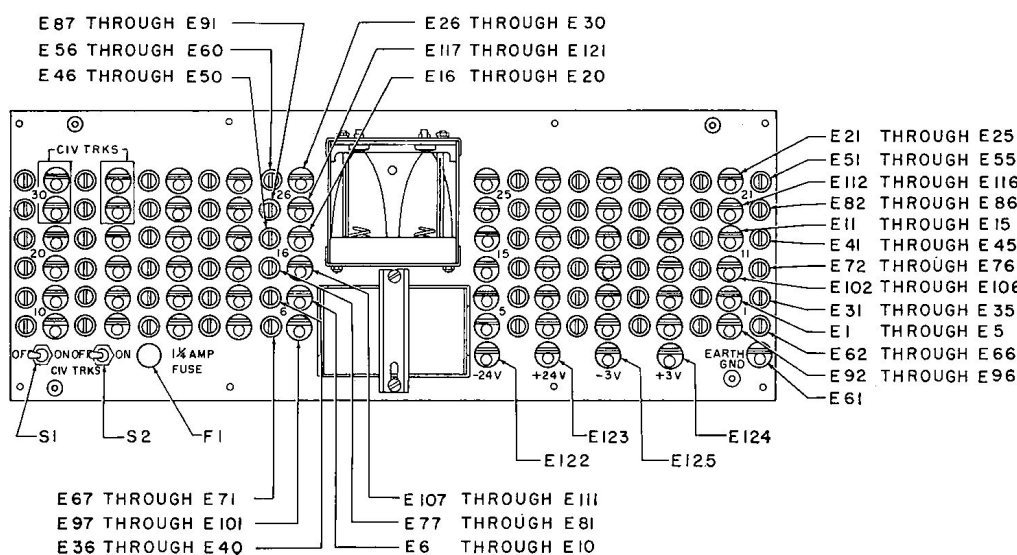 E87 THROUGH E91
E26 THROUGH E30
E56 THROUGH E60
E117 THROUGH E121
E46 THROUGH E50
E16 THROUGH E20
CIV TRKS
E21 THROUGH E25
E51 THROUGH E55
E112 THROUGH E116
E82 THROUGH E86
E11 THROUGH E15
E41 THROUGH E45
E72 THROUGH E76
E102 THROUGH E106
E31 THROUGH E35
E1 THROUGH E5
E62 THROUGH E66
E92 THROUGH E96
E61
30
26
25
21
20
16
15
11
10
6
5
1
OFF ON OFF ON
CIV TRKS
1¼ AMP
FUSE
-24V
+24V
-3V
+3V
EARTH
GND
S1
S2
F1
E122
E123
E125
E124
E67 THROUGH E71
E107 THROUGH E111
E97 THROUGH E101
E77 THROUGH E81
E36 THROUGH E40
E6 THROUGH E10